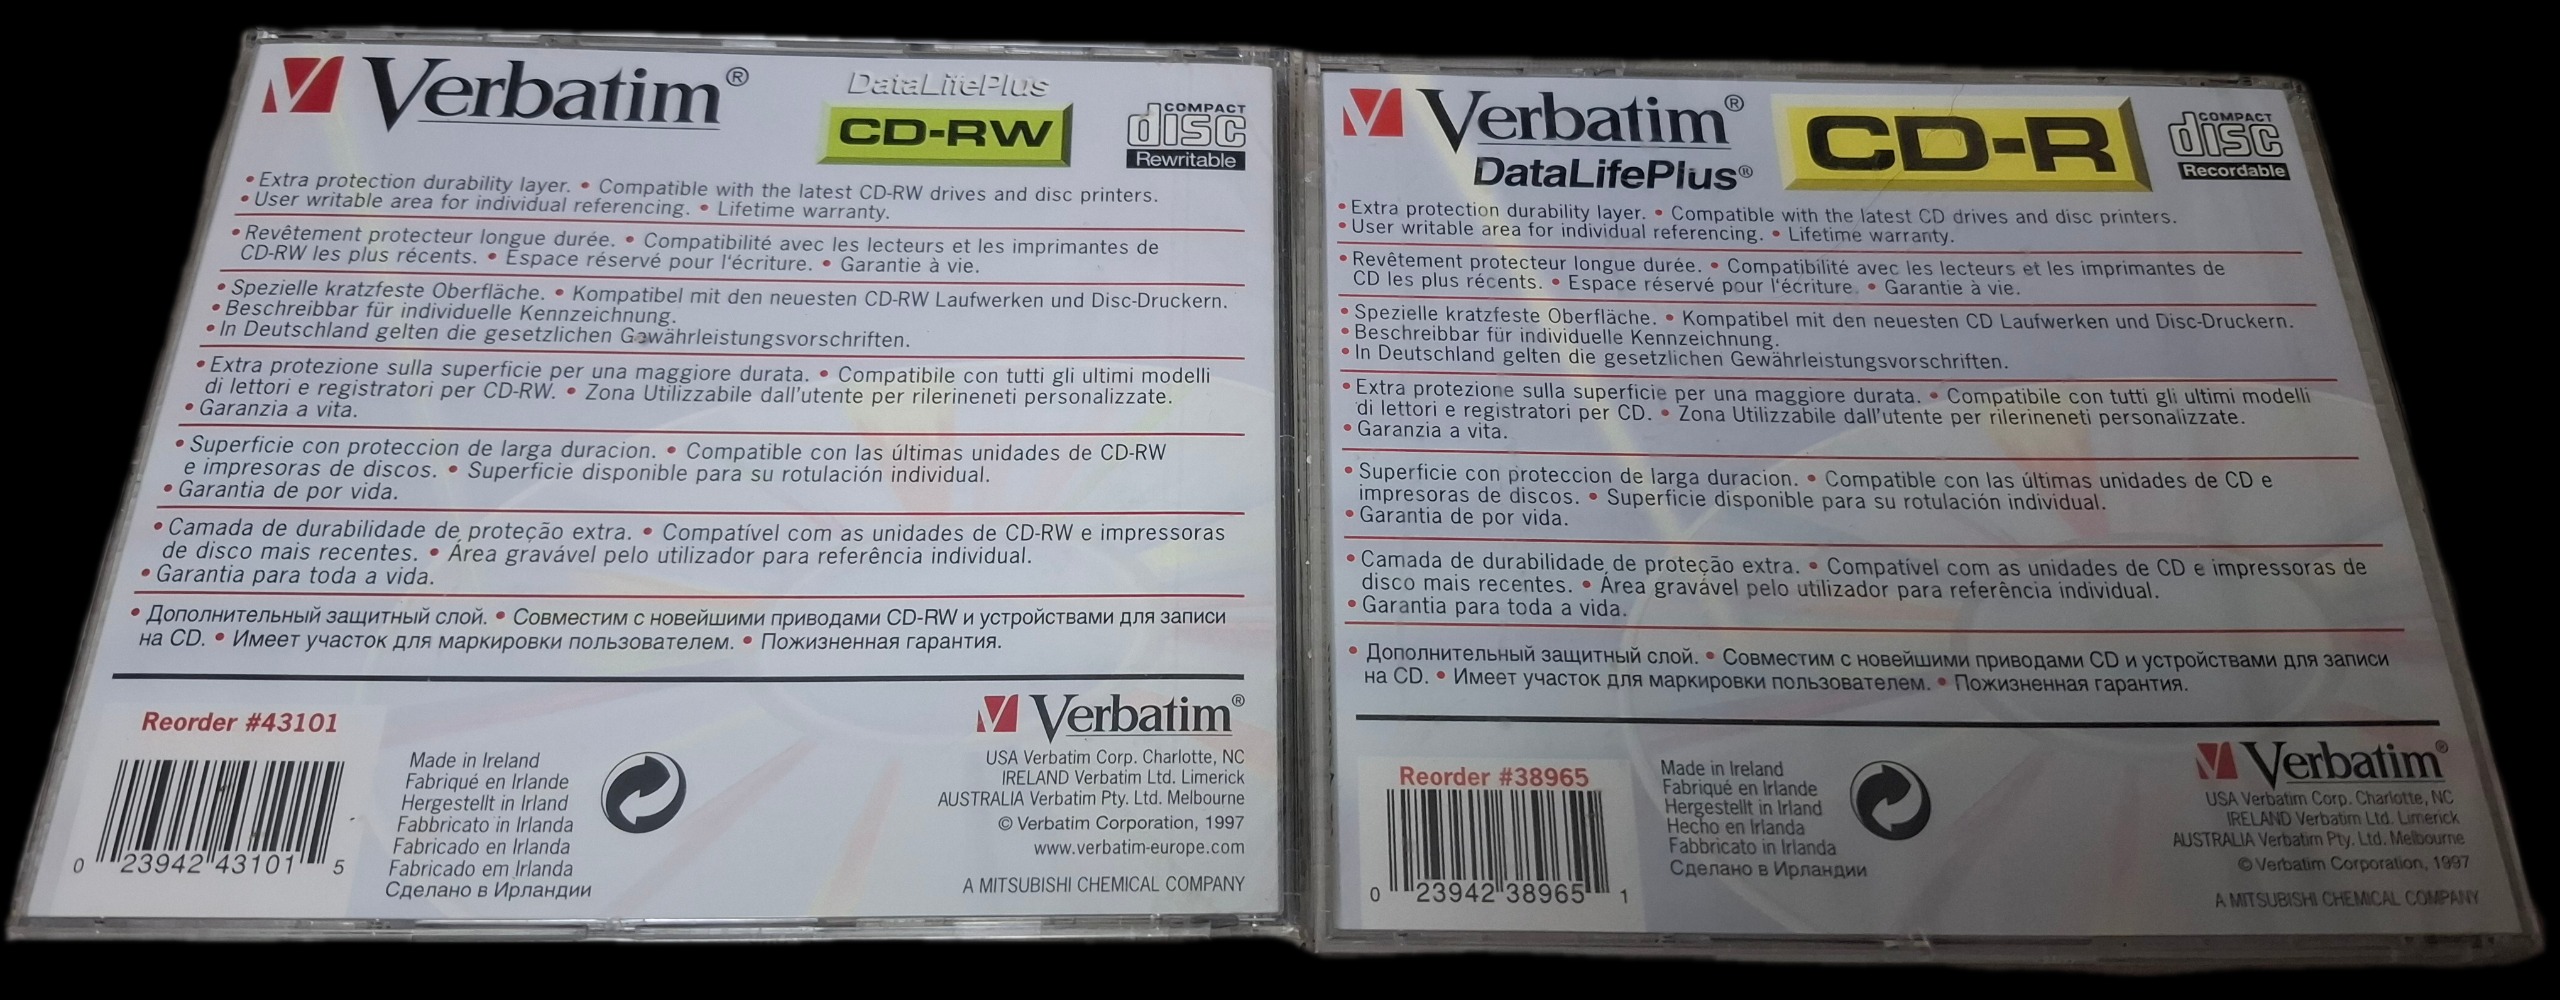 Verbatim®
DataLifePlus
CD-RW
COMPACT
disc
Rewritable
• Extra protection durability layer. • Compatible with the latest CD-RW drives and disc printers.
• User writable area for individual referencing. • Lifetime warranty.
• Revêtement protecteur longue durée. • Compatibilité avec les lecteurs et les imprimantes de
CD-RW les plus récents. • Espace réservé pour l'écriture. • Garantie à vie.
• Spezielle kratzfeste Oberfläche. • Kompatibel mit den neuesten CD-RW Laufwerken und Disc-Druckern.
• Beschreibbar für individuelle Kennzeichnung.
• In Deutschland gelten die gesetzlichen Gewährleistungsvorschriften.
• Extra protezione sulla superficie per una maggiore durata. • Compatibile con tutti gli ultimi modelli
di lettori e registratori per CD-RW. • Zona Utilizzabile dall'utente per rilerineneti personalizzate.
• Garanzia a vita.
• Superficie con proteccion de larga duracion. • Compatible con las últimas unidades de CD-RW
e impresoras de discos. • Superficie disponible para su rotulación individual.
• Garantia de por vida.
• Camada de durabilidade de proteção extra. • Compatível com as unidades de CD-RW e impressoras
de disco mais recentes. • Área gravável pelo utilizador para referência individual.
• Garantia para toda a vida.
• Дополнительный защитный слой. • Совместим с новейшими приводами CD-RW и устройствами для записи
на CD. • Имеет участок для маркировки пользователем. • Пожизненная гарантия.
Reorder #43101
0 23942 43101 5
Made in Ireland
Fabriqué en Irlande
Hergestellt in Irland
Fabbricato in Irlanda
Fabricado en Irlanda
Fabricado em Irlanda
Сделано в Ирландии
Verbatim®
USA Verbatim Corp. Charlotte, NC
IRELAND Verbatim Ltd. Limerick
AUSTRALIA Verbatim Pty. Ltd. Melbourne
© Verbatim Corporation, 1997
www.verbatim-europe.com
A MITSUBISHI CHEMICAL COMPANY
Verbatim®
DataLifePlus®
CD-R
COMPACT
disc
Recordable
• Extra protection durability layer. • Compatible with the latest CD drives and disc printers.
• User writable area for individual referencing. • Lifetime warranty.
• Revêtement protecteur longue durée. • Compatibilité avec les lecteurs et les imprimantes de
CD les plus récents. • Espace réservé pour l'écriture. • Garantie à vie.
• Spezielle kratzfeste Oberfläche. • Kompatibel mit den neuesten CD Laufwerken und Disc-Druckern.
• Beschreibbar für individuelle Kennzeichnung.
• In Deutschland gelten die gesetzlichen Gewährleistungsvorschriften.
• Extra protezione sulla superficie per una maggiore durata. • Compatibile con tutti gli ultimi modelli
di lettori e registratori per CD. • Zona Utilizzabile dall'utente per rilerineneti personalizzate.
• Garanzia a vita.
• Superficie con proteccion de larga duracion. • Compatible con las últimas unidades de CD e
impresoras de discos. • Superficie disponible para su rotulación individual.
• Garantia de por vida.
• Camada de durabilidade de proteção extra. • Compatível com as unidades de CD e impressoras de
disco mais recentes. • Área gravável pelo utilizador para referência individual.
• Garantia para toda a vida.
• Дополнительный защитный слой. • Совместим с новейшими приводами CD и устройствами для записи
на CD. • Имеет участок для маркировки пользователем. • Пожизненная гарантия.
Reorder #38965
0 23942 38965 1
Made in Ireland
Fabriqué en Irlande
Hergestellt in Irland
Hecho en Irlanda
Fabbricato in Irlanda
Сделано в Ирландии
Verbatim®
USA Verbatim Corp. Charlotte, NC
IRELAND Verbatim Ltd. Limerick
AUSTRALIA Verbatim Pty. Ltd. Melbourne
© Verbatim Corporation, 1997
A MITSUBISHI CHEMICAL COMPANY